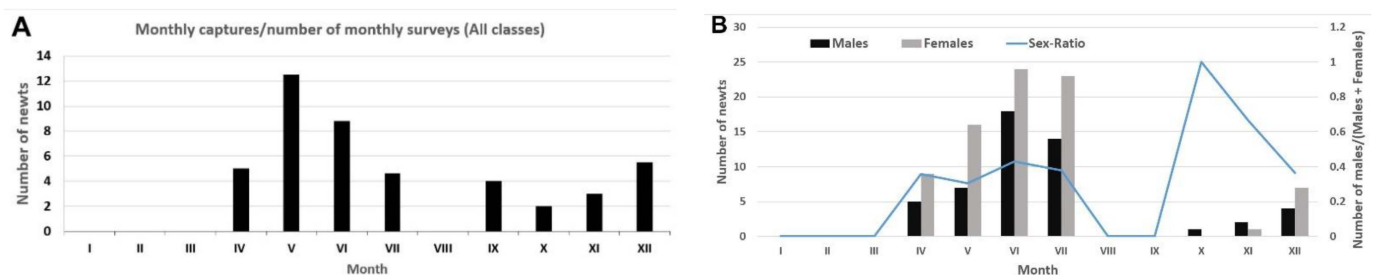 A
Monthly captures/number of monthly surveys (All classes)
Number of newts
14
12
10
8
6
4
2
0
I II III IV V VI VII VIII IX X XI XII
Month
B
Males Females Sex-Ratio
Number of newts
30
25
20
15
10
5
0
1.2
1
0.8
0.6
0.4
0.2
0
Number of males/(Males + Females)
I II III IV V VI VII VIII IX X XI XII
Month